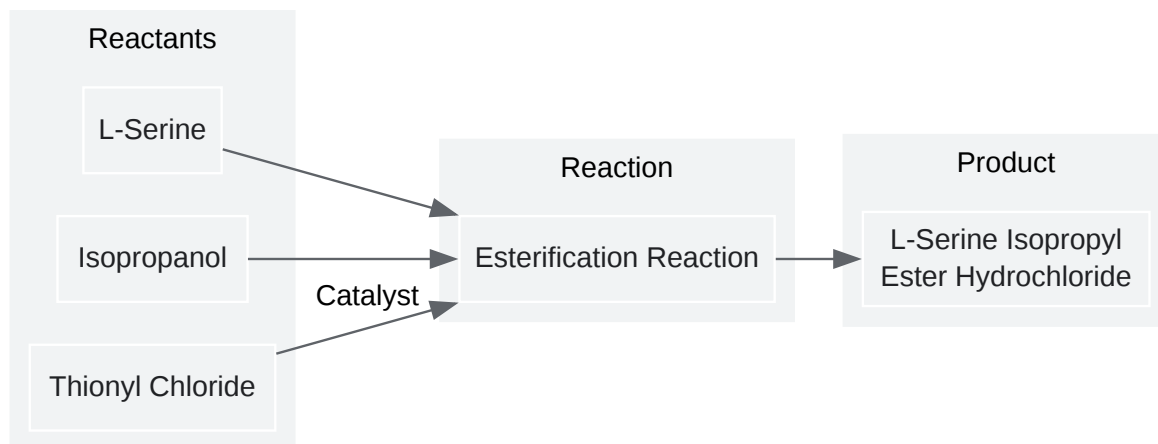 Reactants
L-Serine
Isopropanol
Thionyl Chloride
Catalyst
Reaction
Esterification Reaction
Product
L-Serine Isopropyl
Ester Hydrochloride